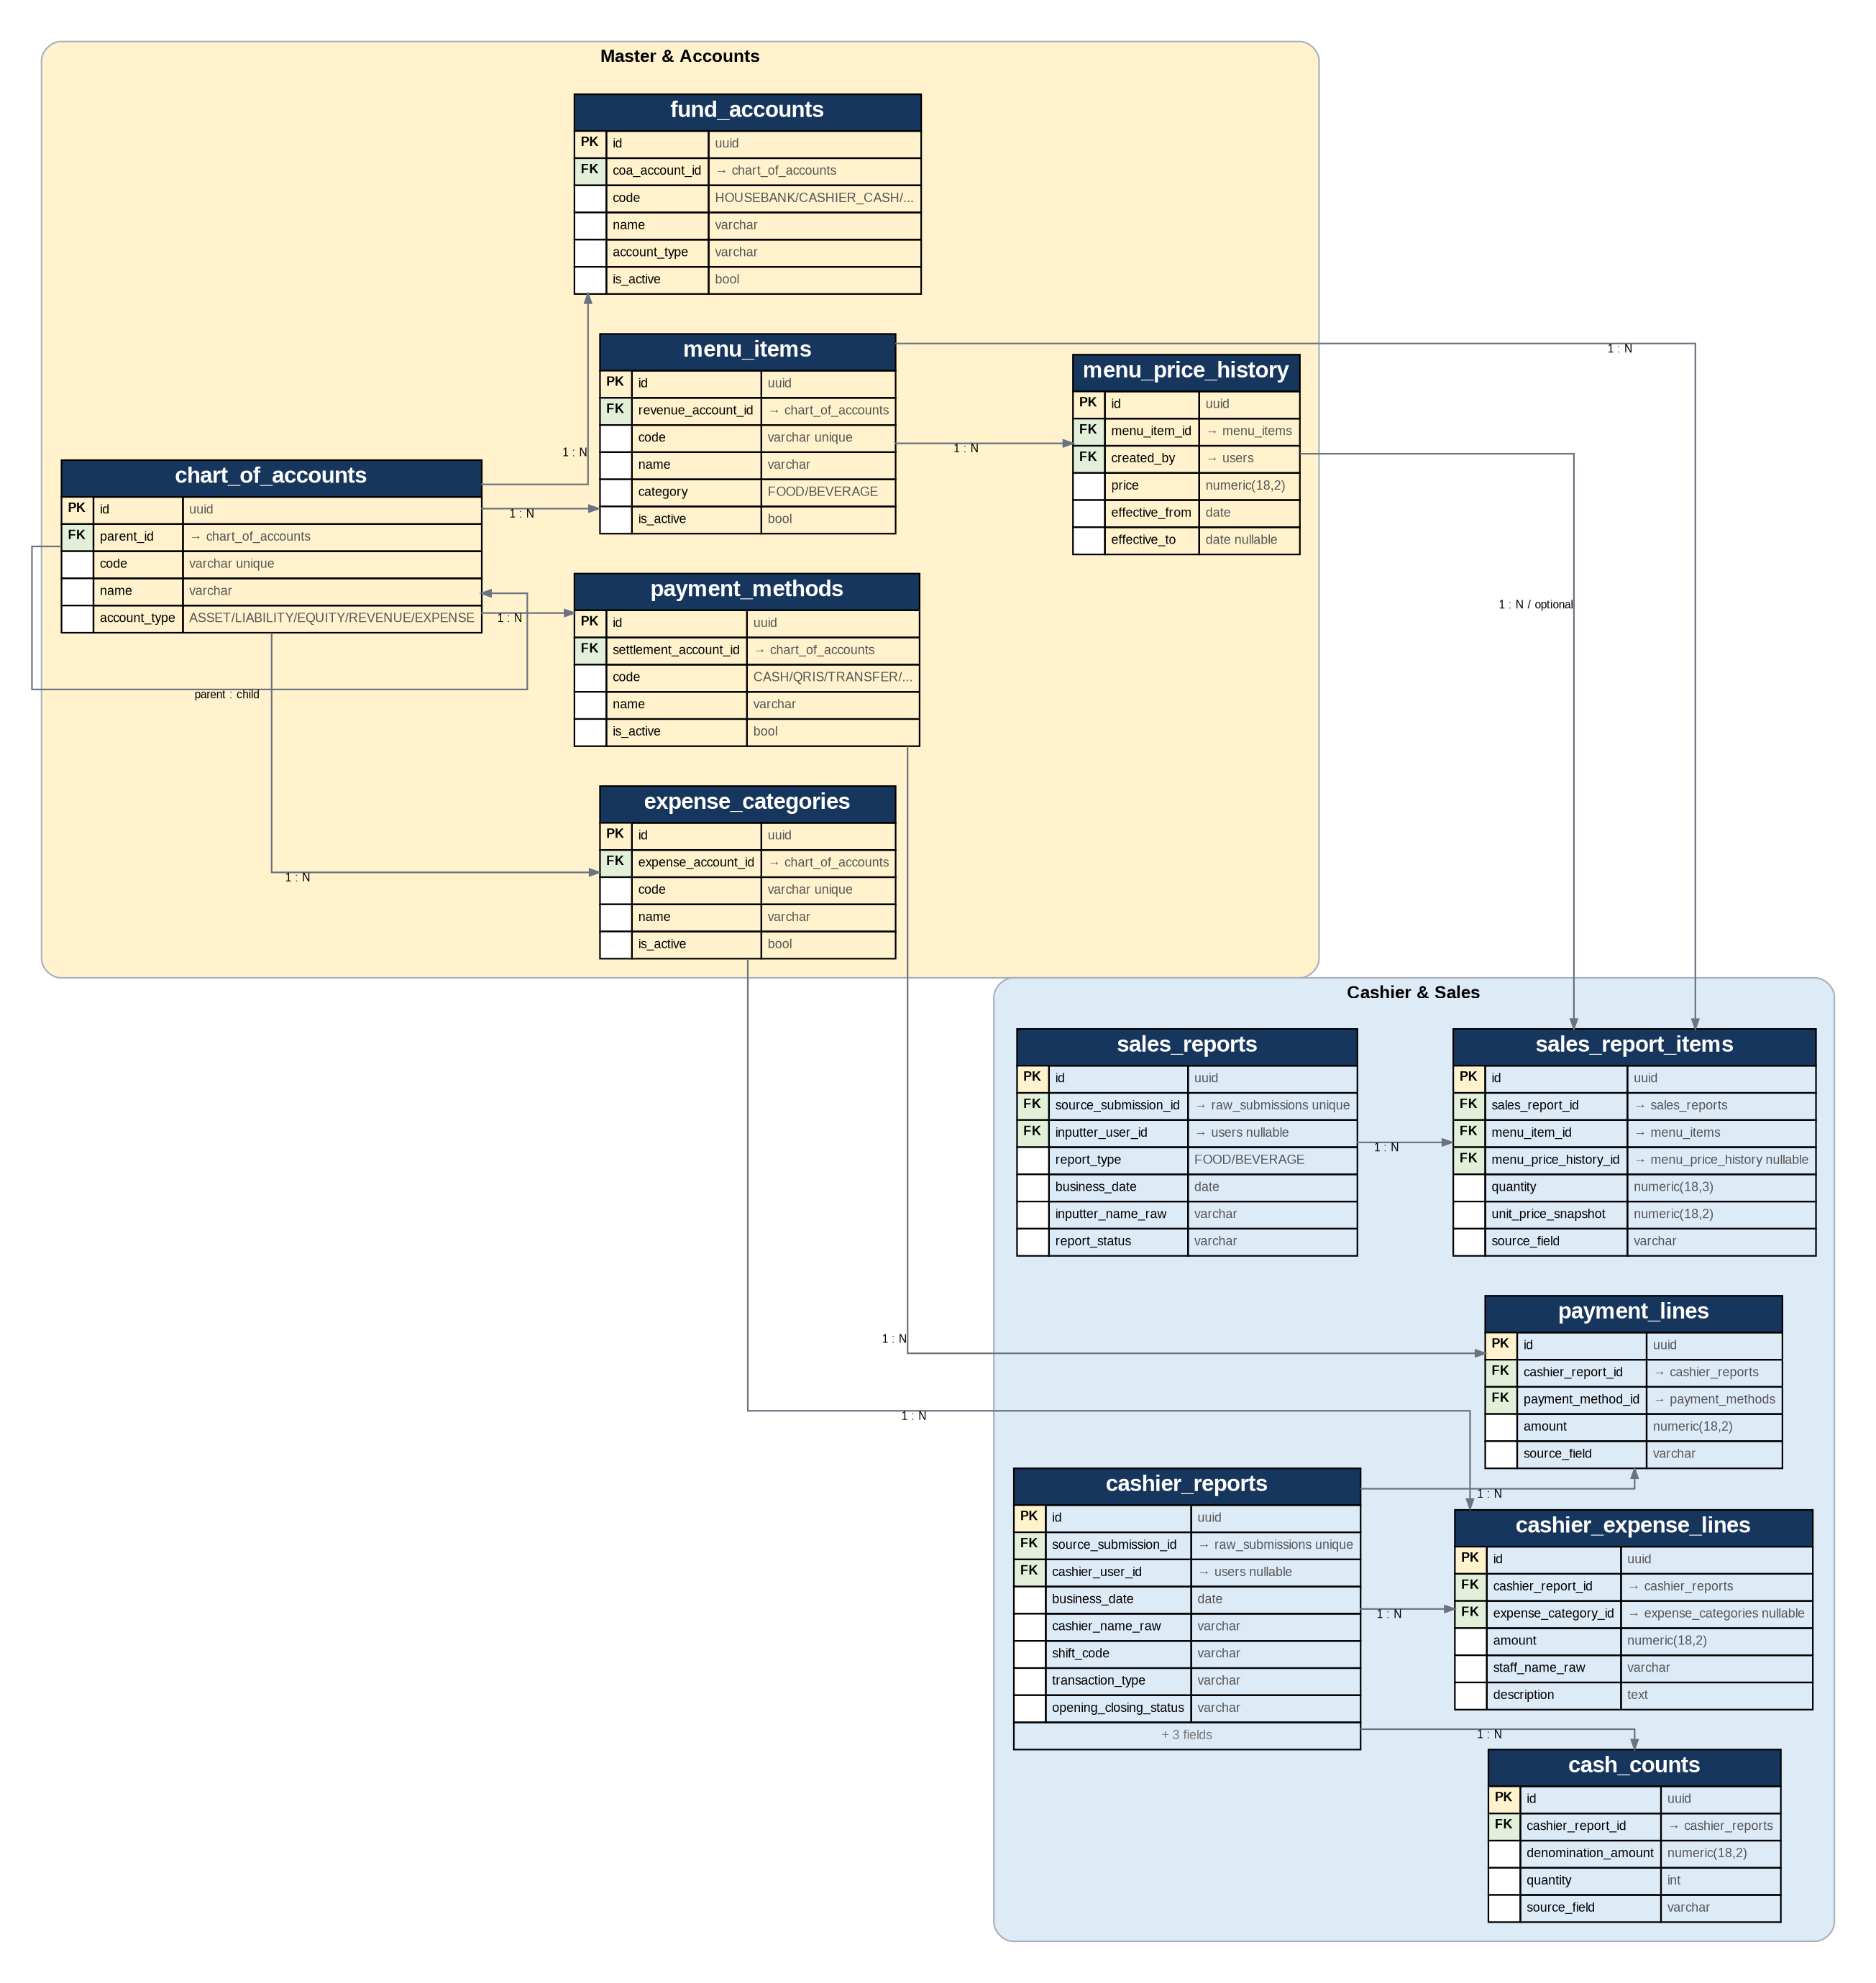 Master & Accounts
fund_accounts
PK id uuid
FK coa_account_id → chart_of_accounts
code HOUSEBANK/CASHIER_CASH/...
name varchar
account_type varchar
is_active bool
menu_items
PK id uuid
FK revenue_account_id → chart_of_accounts
code varchar unique
name varchar
category FOOD/BEVERAGE
is_active bool
menu_price_history
PK id uuid
FK menu_item_id → menu_items
FK created_by → users
price numeric(18,2)
effective_from date
effective_to date nullable
chart_of_accounts
PK id uuid
FK parent_id → chart_of_accounts
code varchar unique
name varchar
account_type ASSET/LIABILITY/EQUITY/REVENUE/EXPENSE
payment_methods
PK id uuid
FK settlement_account_id → chart_of_accounts
code CASH/QRIS/TRANSFER/...
name varchar
is_active bool
expense_categories
PK id uuid
FK expense_account_id → chart_of_accounts
code varchar unique
name varchar
is_active bool
1 : N
1 : N
1 : N
1 : N
1 : N
parent : child
1 : N
1 : N / optional
1 : N
1 : N
Cashier & Sales
sales_reports
PK id uuid
FK source_submission_id → raw_submissions unique
FK inputter_user_id → users nullable
report_type FOOD/BEVERAGE
business_date date
inputter_name_raw varchar
report_status varchar
1 : N
sales_report_items
PK id uuid
FK sales_report_id → sales_reports
FK menu_item_id → menu_items
FK menu_price_history_id → menu_price_history nullable
quantity numeric(18,3)
unit_price_snapshot numeric(18,2)
source_field varchar
payment_lines
PK id uuid
FK cashier_report_id → cashier_reports
FK payment_method_id → payment_methods
amount numeric(18,2)
source_field varchar
cashier_reports
PK id uuid
FK source_submission_id → raw_submissions unique
FK cashier_user_id → users nullable
business_date date
cashier_name_raw varchar
shift_code varchar
transaction_type varchar
opening_closing_status varchar
+ 3 fields
1 : N
1 : N
1 : N
cashier_expense_lines
PK id uuid
FK cashier_report_id → cashier_reports
FK expense_category_id → expense_categories nullable
amount numeric(18,2)
staff_name_raw varchar
description text
cash_counts
PK id uuid
FK cashier_report_id → cashier_reports
denomination_amount numeric(18,2)
quantity int
source_field varchar